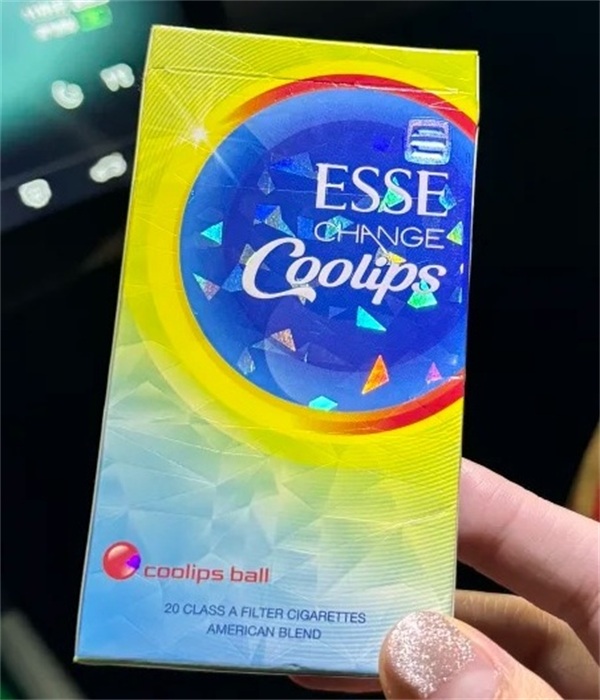 ESSE
CHANGE
Coolips
coolips ball
20 CLASS A FILTER CIGARETTES
AMERICAN BLEND